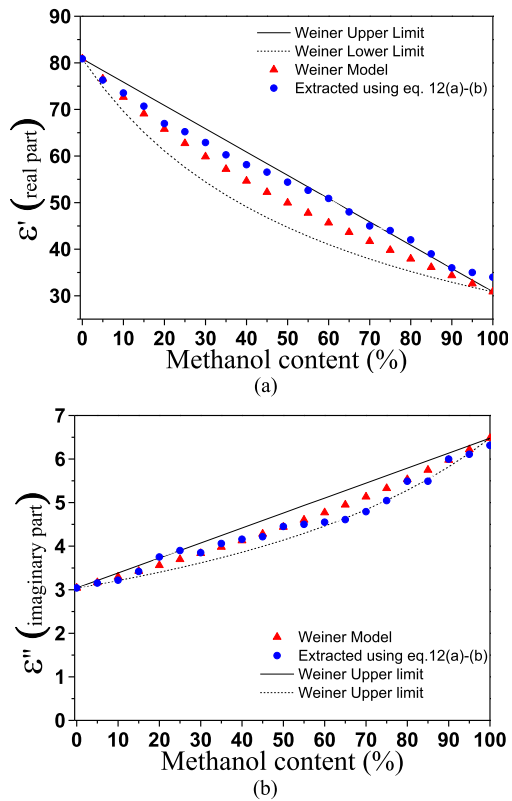 90
80
70
60
50
40
30
ε' (real part)
Weiner Upper Limit
Weiner Lower Limit
Weiner Model
Extracted using eq. 12(a)-(b)
0 10 20 30 40 50 60 70 80 90 100
Methanol content (%)
(a)
7
6
5
4
3
2
1
0
ε" (imaginary part)
Weiner Model
Extracted using eq.12(a)-(b)
Weiner Upper limit
Weiner Upper limit
0 10 20 30 40 50 60 70 80 90 100
Methanol content (%)
(b)